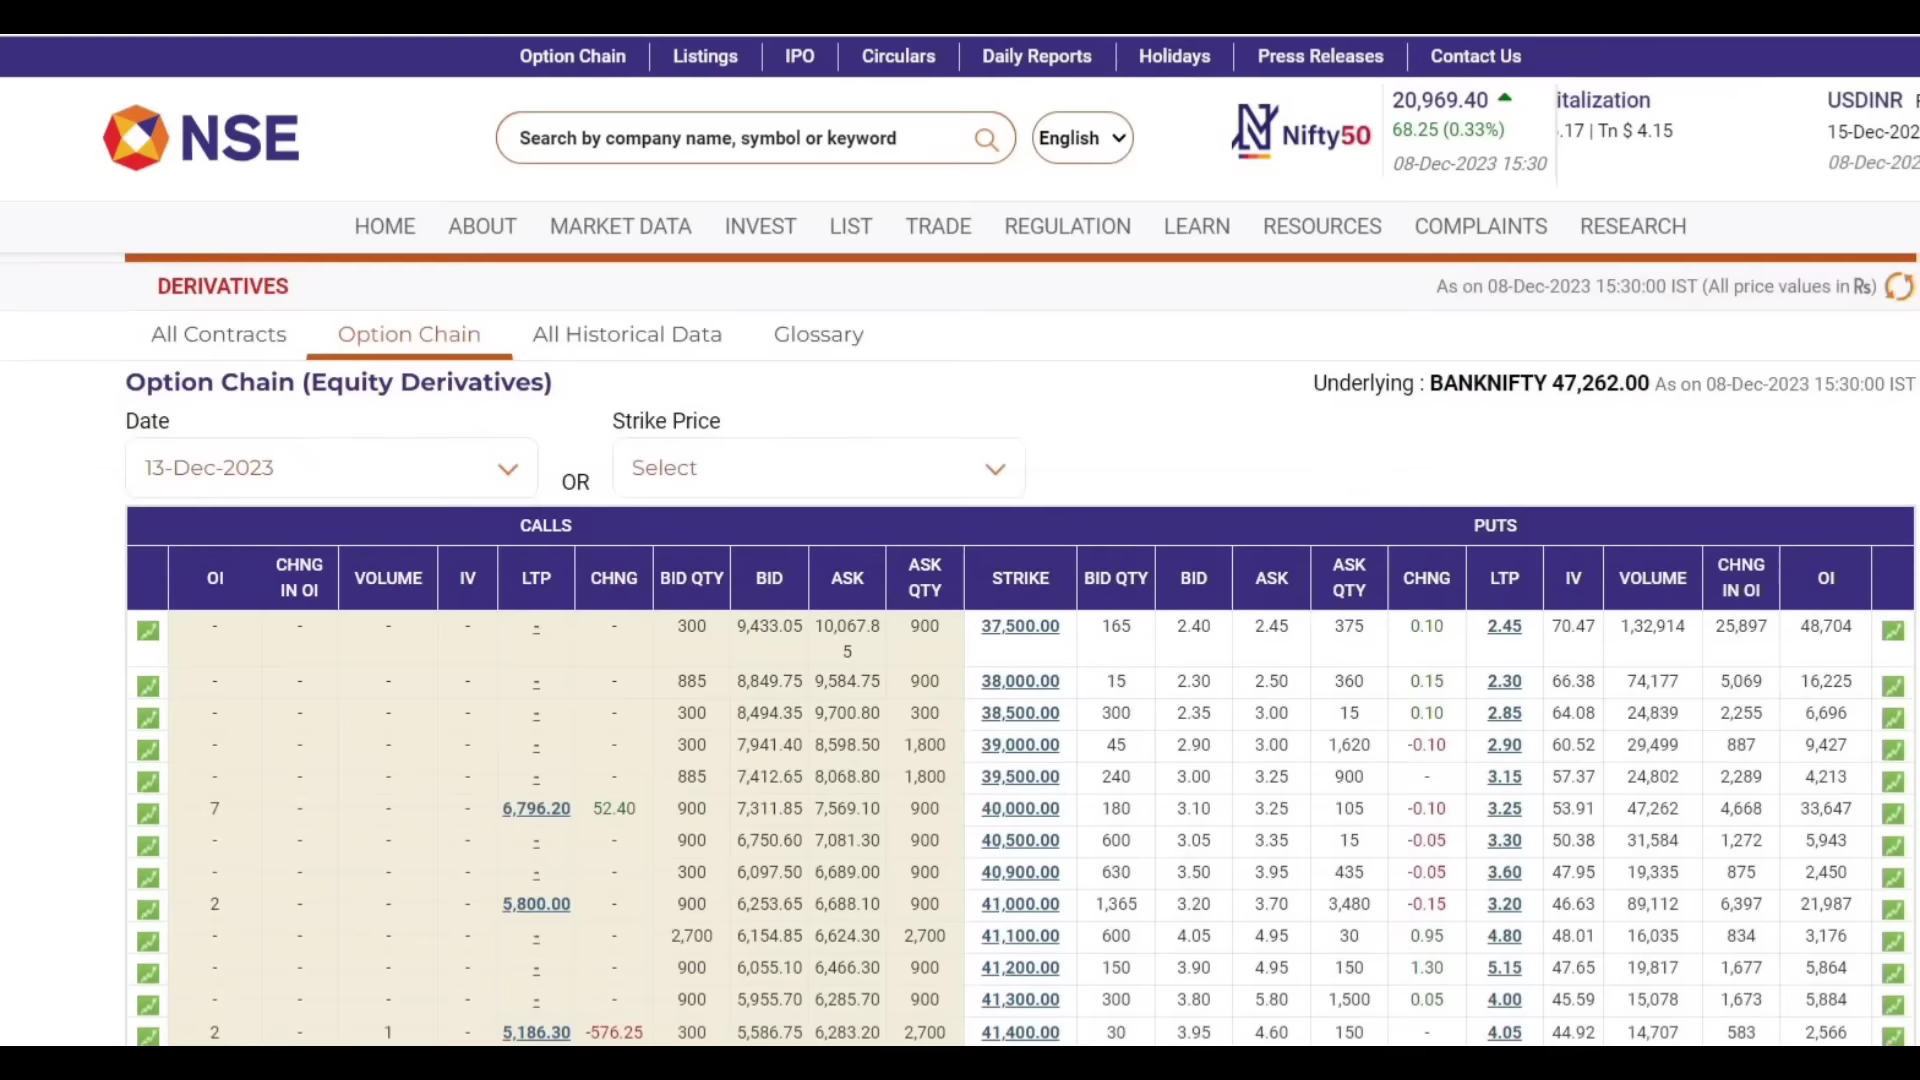 Option Chain Listings IPO Circulars Daily Reports Holidays Press Releases Contact Us
NSE
Search by company name, symbol or keyword
English
Nifty50
20,969.40
68.25 (0.33%)
08-Dec-2023 15:30
italization
.17 | Tn $ 4.15
USDINR
15-Dec-202
08-Dec-202
HOME ABOUT MARKET DATA INVEST LIST TRADE REGULATION LEARN RESOURCES COMPLAINTS RESEARCH
DERIVATIVES
As on 08-Dec-2023 15:30:00 IST (All price values in ₨)
All Contracts Option Chain All Historical Data Glossary
Option Chain (Equity Derivatives)
Underlying : BANKNIFTY 47,262.00 As on 08-Dec-2023 15:30:00 IST
Date Strike Price
13-Dec-2023 OR Select
CALLS PUTS
OI CHNG IN OI VOLUME IV LTP CHNG BID QTY BID ASK ASK QTY STRIKE BID QTY BID ASK ASK QTY CHNG LTP IV VOLUME CHNG IN OI OI
- - - - - - 300 9,433.05 10,067.85 900 37,500.00 165 2.40 2.45 375 0.10 2.45 70.47 1,32,914 25,897 48,704
- - - - - - 885 8,849.75 9,584.75 900 38,000.00 15 2.30 2.50 360 0.15 2.30 66.38 74,177 5,069 16,225
- - - - - - 300 8,494.35 9,700.80 300 38,500.00 300 2.35 3.00 15 0.10 2.85 64.08 24,839 2,255 6,696
- - - - - - 300 7,941.40 8,598.50 1,800 39,000.00 45 2.90 3.00 1,620 -0.10 2.90 60.52 29,499 887 9,427
- - - - - - 885 7,412.65 8,068.80 1,800 39,500.00 240 3.00 3.25 900 - 3.15 57.37 24,802 2,289 4,213
7 - - - 6,796.20 52.40 900 7,311.85 7,569.10 900 40,000.00 180 3.10 3.25 105 -0.10 3.25 53.91 47,262 4,668 33,647
- - - - - - 900 6,750.60 7,081.30 900 40,500.00 600 3.05 3.35 15 -0.05 3.30 50.38 31,584 1,272 5,943
- - - - - - 300 6,097.50 6,689.00 900 40,900.00 630 3.50 3.95 435 -0.05 3.60 47.95 19,335 875 2,450
2 - - - 5,800.00 - 900 6,253.65 6,688.10 900 41,000.00 1,365 3.20 3.70 3,480 -0.15 3.20 46.63 89,112 6,397 21,987
- - - - - - 2,700 6,154.85 6,624.30 2,700 41,100.00 600 4.05 4.95 30 0.95 4.80 48.01 16,035 834 3,176
- - - - - - 900 6,055.10 6,466.30 900 41,200.00 150 3.90 4.95 150 1.30 5.15 47.65 19,817 1,677 5,864
- - - - - - 900 5,955.70 6,285.70 900 41,300.00 300 3.80 5.80 1,500 0.05 4.00 45.59 15,078 1,673 5,884
2 - 1 - 5,186.30 -576.25 300 5,586.75 6,283.20 2,700 41,400.00 30 3.95 4.60 150 - 4.05 44.92 14,707 583 2,566